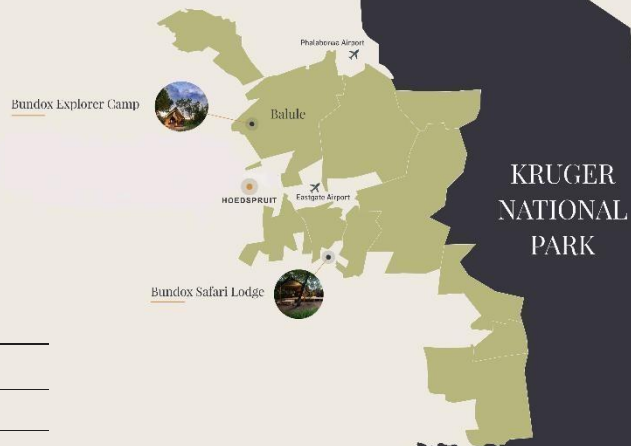 Phalaborwa Airport
Bundox Explorer Camp
Balule
KRUGER
NATIONAL
PARK
HOEDSPRUIT
Eastgate Airport
Bundox Safari Lodge